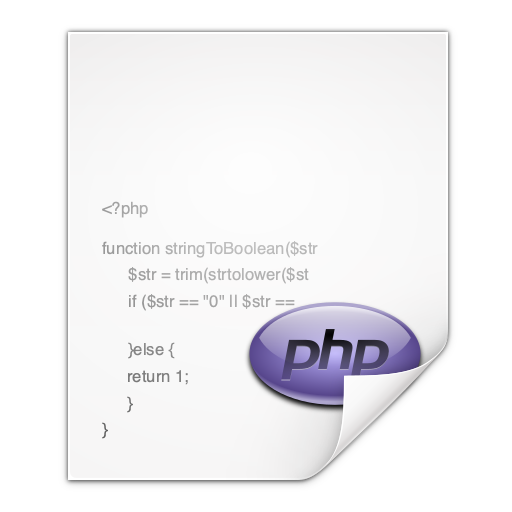 <?php
function stringToBoolean($str
$str = trim(strtolower($st
if ($str == "0" || $str ==
}else {
return 1;
}
}
php